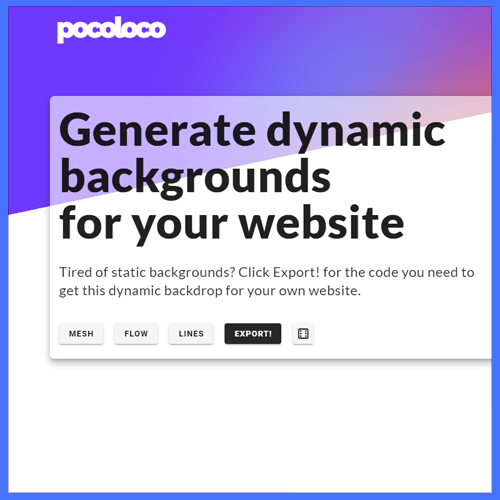 pocoloco
Generate dynamic
backgrounds
for your website
Tired of static backgrounds? Click Export! for the code you need to
get this dynamic backdrop for your own website.
MESH FLOW LINES EXPORT!